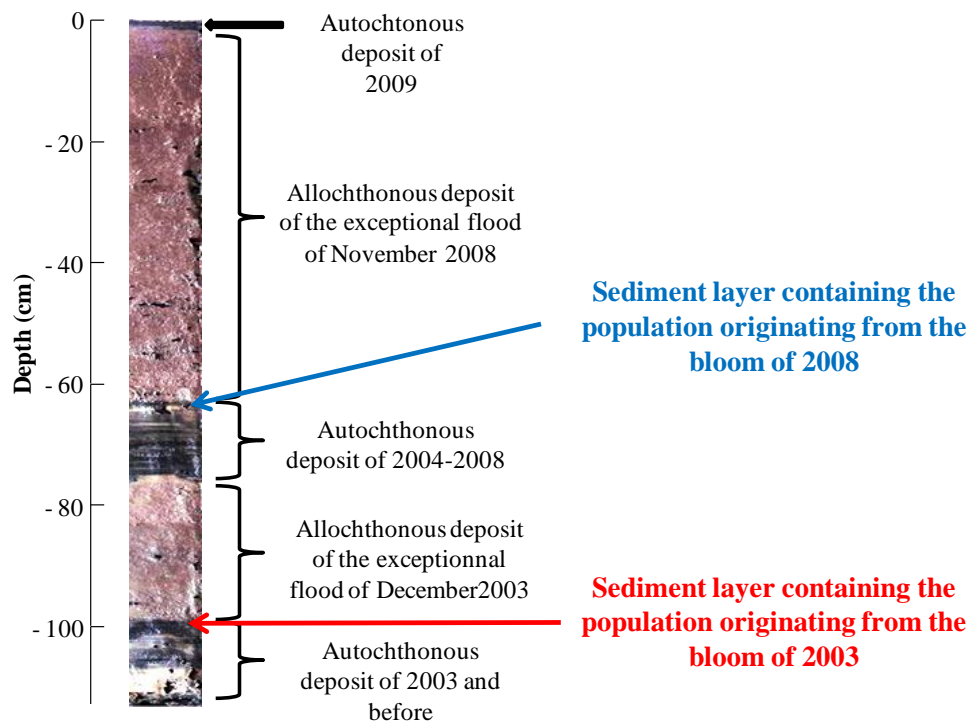 0
- 20
- 40
- 60
- 80
- 100
Depth (cm)
Autochtonous
deposit of
2009
Allochthonous deposit
of the exceptional flood
of November 2008
Sediment layer containing the
population originating from the
bloom of 2008
Autochthonous
deposit of 2004-2008
Allochthonous deposit
of the exceptionnal
flood of December2003
Sediment layer containing the
population originating from the
bloom of 2003
Autochthonous
deposit of 2003 and
before